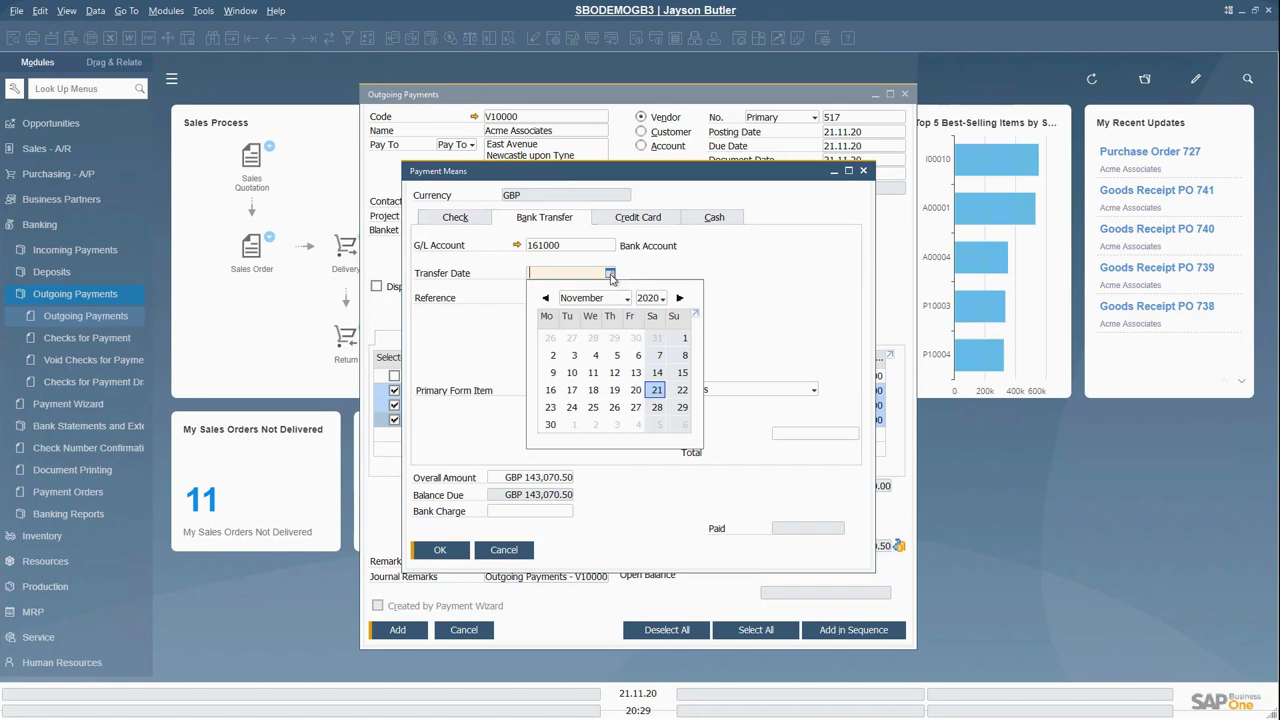 File Edit View Data Go To Modules Tools Window Help
SBODEMOGB3 | Jayson Butler
Modules Drag & Relate
Look Up Menus
Opportunities
Sales - A/R
Purchasing - A/P
Business Partners
Banking
Incoming Payments
Deposits
Outgoing Payments
Outgoing Payments
Checks for Payment
Void Checks for Payme
Checks for Payment Dr
Payment Wizard
Bank Statements and Exte
Check Number Confirmati
Document Printing
Payment Orders
Banking Reports
Inventory
Resources
Production
MRP
Service
Human Resources
Sales Process
Sales
Quotation
Sales Order
Delivery
Return
My Sales Orders Not Delivered
11
My Sales Orders Not Delivered
Outgoing Payments
Code V10000
Name Acme Associates
Pay To Pay To East Avenue
Newcastle upon Tyne
Vendor
Customer
Account
No. Primary 517
Posting Date 21.11.20
Due Date 21.11.20
Document Date 21.11.20
Contact
Project
Blanket
Disp
Selecte
Payment Means
Currency GBP
Check Bank Transfer Credit Card Cash
G/L Account 161000 Bank Account
Transfer Date
Reference
November 2020
Mo Tu We Th Fr Sa Su
26 27 28 29 30 31 1
2 3 4 5 6 7 8
9 10 11 12 13 14 15
16 17 18 19 20 21 22
23 24 25 26 27 28 29
30 1 2 3 4 5 6
Primary Form Item s
Total
Overall Amount GBP 143,070.50
Balance Due GBP 143,070.50
Bank Charge
Paid
OK Cancel
0.00
0.50
Remark
Journal Remarks Outgoing Payments - V10000
Open Balance
Created by Payment Wizard
Add Cancel Deselect All Select All Add in Sequence
Top 5 Best-Selling Items by S...
I00010
A00001
A00004
P10003
P10004
0 200k 400k 600k
My Recent Updates
Purchase Order 727
Acme Associates
Goods Receipt PO 741
Acme Associates
Goods Receipt PO 740
Acme Associates
Goods Receipt PO 739
Acme Associates
Goods Receipt PO 738
Acme Associates
21.11.20
20:29
SAP Business One